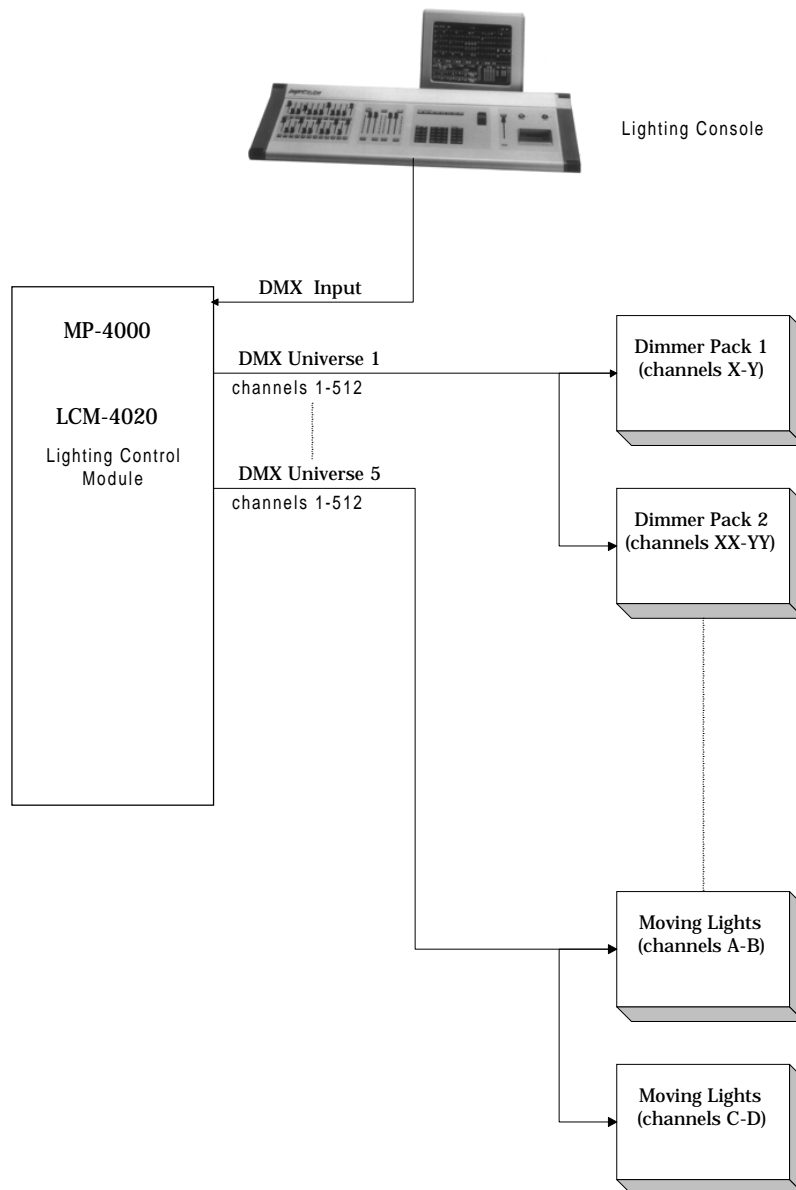 Lighting Console
DMX Input
MP-4000
LCM-4020
Lighting Control
Module
DMX Universe 1
channels 1-512
DMX Universe 5
channels 1-512
Dimmer Pack 1
(channels X-Y)
Dimmer Pack 2
(channels XX-YY)
Moving Lights
(channels A-B)
Moving Lights
(channels C-D)